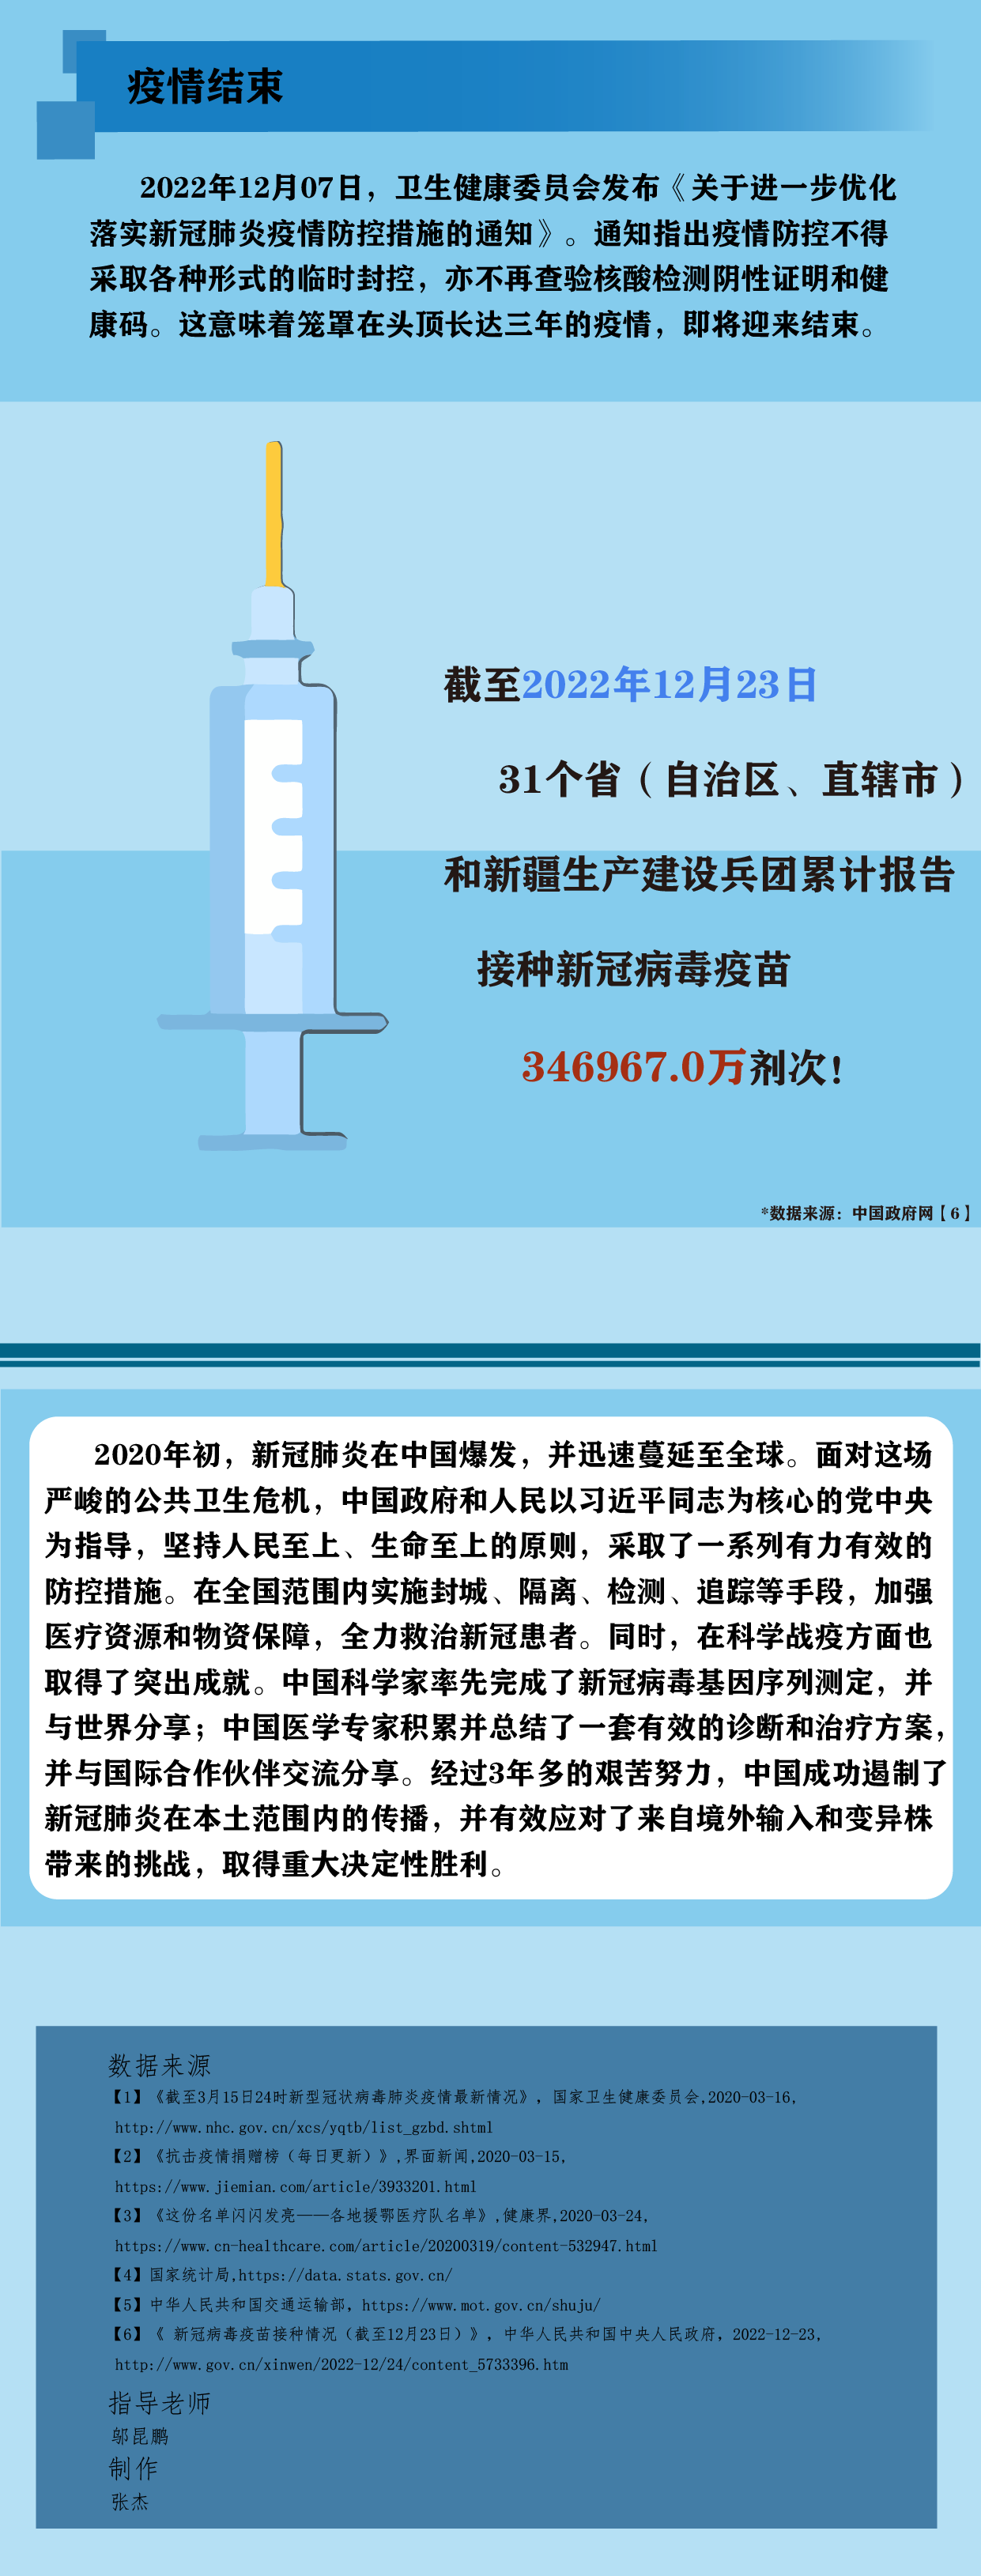 疫情结束
2022年12月07日，卫生健康委员会发布《关于进一步优化
落实新冠肺炎疫情防控措施的通知》。通知指出疫情防控不得
采取各种形式的临时封控，亦不再查验核酸检测阴性证明和健
康码。这意味着笼罩在头顶长达三年的疫情，即将迎来结束。
截至2022年12月23日
31个省（自治区、直辖市）
和新疆生产建设兵团累计报告
接种新冠病毒疫苗
346967.0万剂次！
*数据来源：中国政府网【6】
2020年初，新冠肺炎在中国爆发，并迅速蔓延至全球。面对这场
严峻的公共卫生危机，中国政府和人民以习近平同志为核心的党中央
为指导，坚持人民至上、生命至上的原则，采取了一系列有力有效的
防控措施。在全国范围内实施封城、隔离、检测、追踪等手段，加强
医疗资源和物资保障，全力救治新冠患者。同时，在科学战疫方面也
取得了突出成就。中国科学家率先完成了新冠病毒基因序列测定，并
与世界分享；中国医学专家积累并总结了一套有效的诊断和治疗方案，
并与国际合作伙伴交流分享。经过3年多的艰苦努力，中国成功遏制了
新冠肺炎在本土范围内的传播，并有效应对了来自境外输入和变异株
带来的挑战，取得重大决定性胜利。
数据来源
【1】《截至3月15日24时新型冠状病毒肺炎疫情最新情况》，国家卫生健康委员会,2020-03-16,
http://www.nhc.gov.cn/xcs/yqtb/list_gzbd.shtml
【2】《抗击疫情捐赠榜（每日更新）》,界面新闻,2020-03-15,
https://www.jiemian.com/article/3933201.html
【3】《这份名单闪闪发亮——各地援鄂医疗队名单》,健康界,2020-03-24,
https://www.cn-healthcare.com/article/20200319/content-532947.html
【4】国家统计局,https://data.stats.gov.cn/
【5】中华人民共和国交通运输部，https://www.mot.gov.cn/shuju/
【6】《 新冠病毒疫苗接种情况（截至12月23日）》，中华人民共和国中央人民政府，2022-12-23,
http://www.gov.cn/xinwen/2022-12/24/content_5733396.htm
指导老师
邬昆鹏
制作
张杰